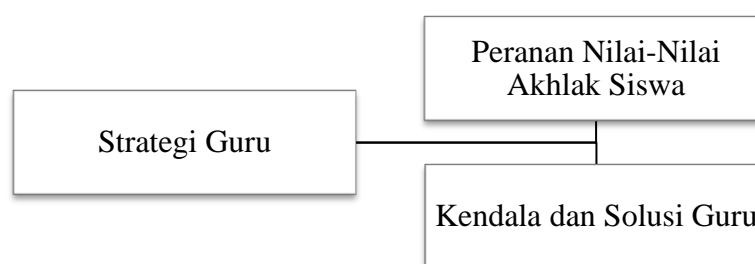 Peranan Nilai-Nilai
Akhlak Siswa
Strategi Guru
Kendala dan Solusi Guru